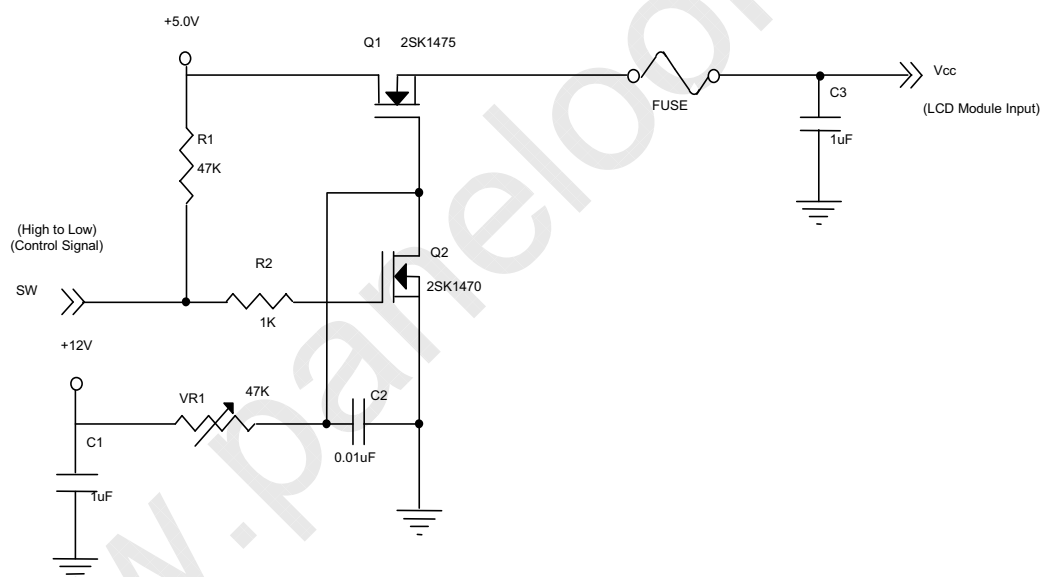 +5.0V
Q1 2SK1475
Vcc
C3
FUSE
(LCD Module Input)
R1
1uF
47K
(High to Low)
(Control Signal)
R2
Q2
SW
2SK1470
1K
+12V
VR1
47K
C2
C1
0.01uF
1uF
w.paneloo